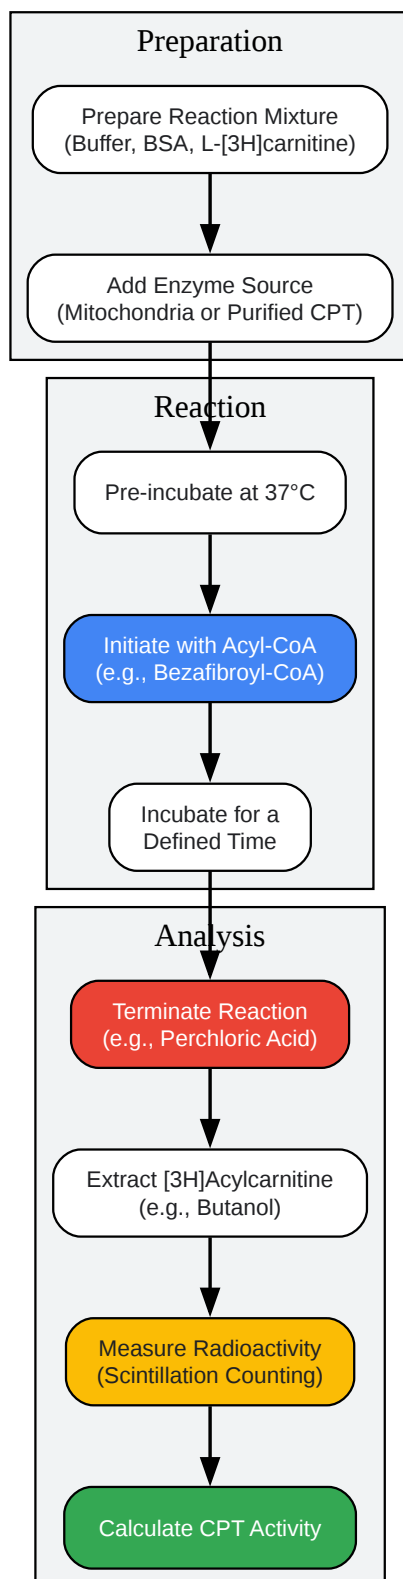 Preparation
Prepare Reaction Mixture
(Buffer, BSA, L-[3H]carnitine)
Add Enzyme Source
(Mitochondria or Purified CPT)
Reaction
Pre-incubate at 37°C
Initiate with Acyl-CoA
(e.g., Bezafibroyl-CoA)
Incubate for a
Defined Time
Analysis
Terminate Reaction
(e.g., Perchloric Acid)
Extract [3H]Acylcarnitine
(e.g., Butanol)
Measure Radioactivity
(Scintillation Counting)
Calculate CPT Activity